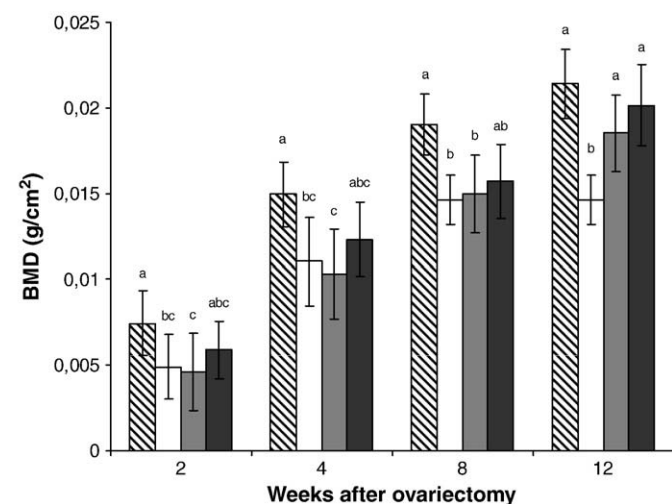 BMD (g/cm²)
0,025
0,02
0,015
0,01
0,005
0
a
bc
c
abc
a
bc
c
abc
a
b
b
ab
a
b
a
a
2
4
8
12
Weeks after ovariectomy